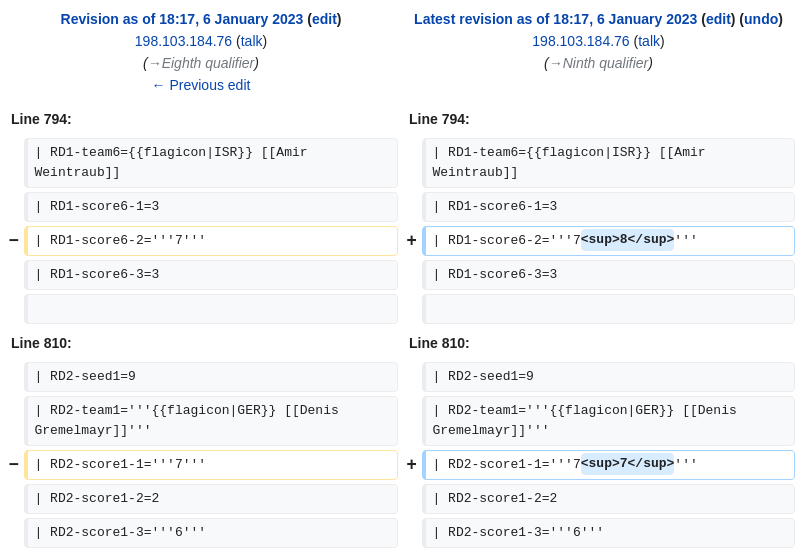 Revision as of 18:17, 6 January 2023 (edit)
198.103.184.76 (talk)
(→Eighth qualifier)
← Previous edit
Latest revision as of 18:17, 6 January 2023 (edit) (undo)
198.103.184.76 (talk)
(→Ninth qualifier)
Line 794:
Line 794:
| RD1-team6={{flagicon|ISR}} [[Amir
Weintraub]]
| RD1-team6={{flagicon|ISR}} [[Amir
Weintraub]]
| RD1-score6-1=3
| RD1-score6-1=3
− | RD1-score6-2='''7'''
+ | RD1-score6-2='''7<sup>8</sup>'''
| RD1-score6-3=3
| RD1-score6-3=3
Line 810:
Line 810:
| RD2-seed1=9
| RD2-seed1=9
| RD2-team1='''{{flagicon|GER}} [[Denis
Gremelmayr]]'''
| RD2-team1='''{{flagicon|GER}} [[Denis
Gremelmayr]]'''
− | RD2-score1-1='''7'''
+ | RD2-score1-1='''7<sup>7</sup>'''
| RD2-score1-2=2
| RD2-score1-2=2
| RD2-score1-3='''6'''
| RD2-score1-3='''6'''